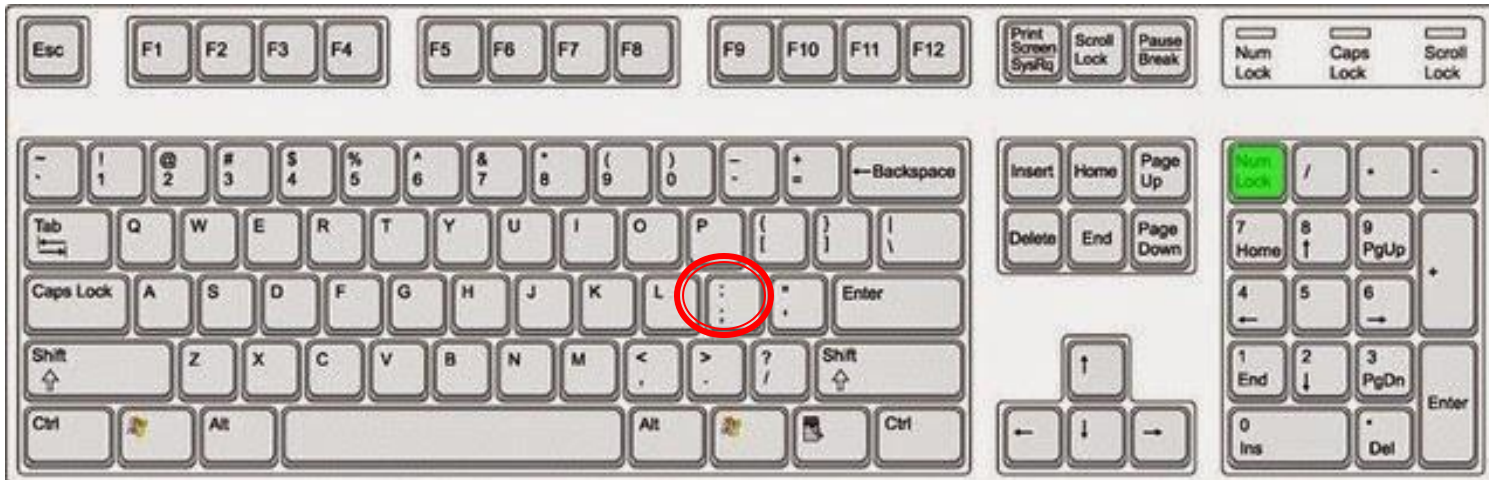 Esc F1 F2 F3 F4 F5 F6 F7 F8 F9 F10 F11 F12 Print Screen SysRq Scroll Lock Pause Break Num Lock Caps Lock Scroll Lock
~ ` ! 1 @ 2 # 3 $ 4 % 5 ^ 6 & 7 * 8 ( 9 ) 0 _ - + = ←Backspace Insert Home Page Up Num Lock / * -
Tab Q W E R T Y U I O P { [ } ] | \ Delete End Page Down 7 Home 8 ↑ 9 PgUp +
Caps Lock A S D F G H J K L : ; " ' Enter 4 ← 5 6 →
Shift Z X C V B N M < , > . ? / Shift ↑ 1 End 2 ↓ 3 PgDn Enter
Ctrl Alt Alt Ctrl ← ↓ → 0 Ins . Del